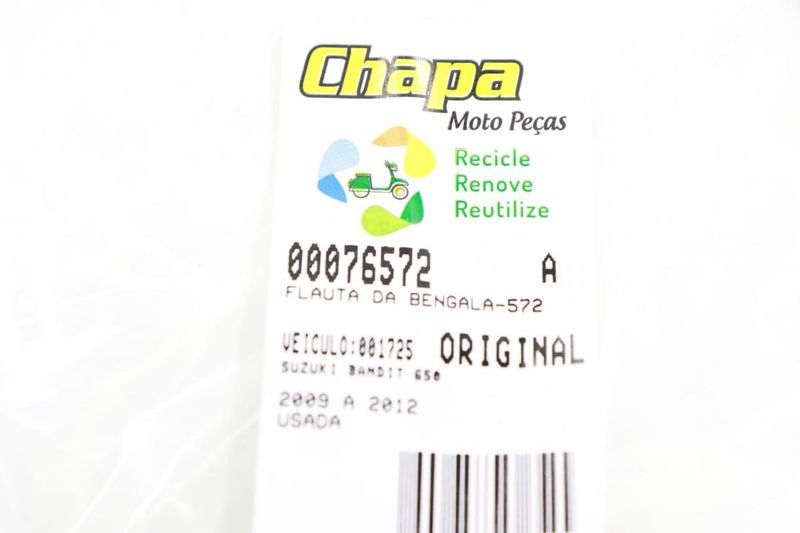 Chapa
Moto Peças
Recicle
Renove
Reutilize
00076572 A
FLAUTA DA BENGALA-572
VEICULO:001725 ORIGINAL
SUZUKI BANDIT 650
2009 A 2012
USADA